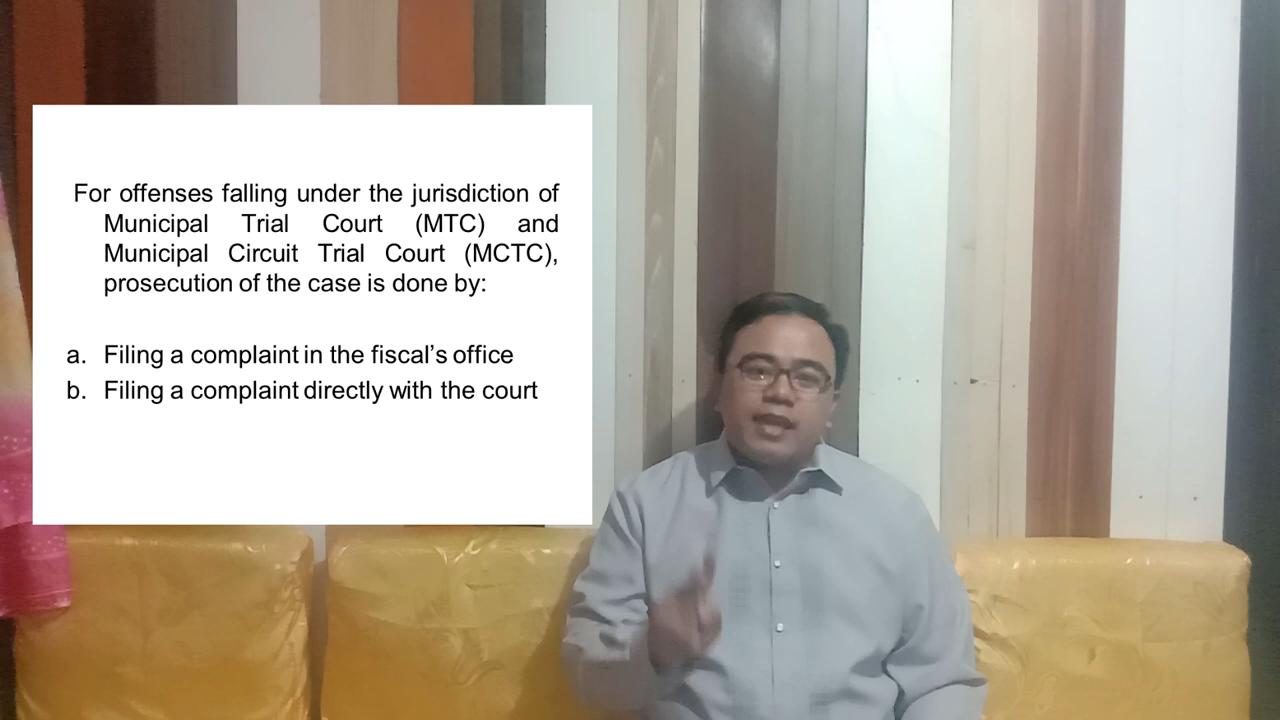 For offenses falling under the jurisdiction of
Municipal Trial Court (MTC) and
Municipal Circuit Trial Court (MCTC),
prosecution of the case is done by:
a. Filing a complaint in the fiscal’s office
b. Filing a complaint directly with the court